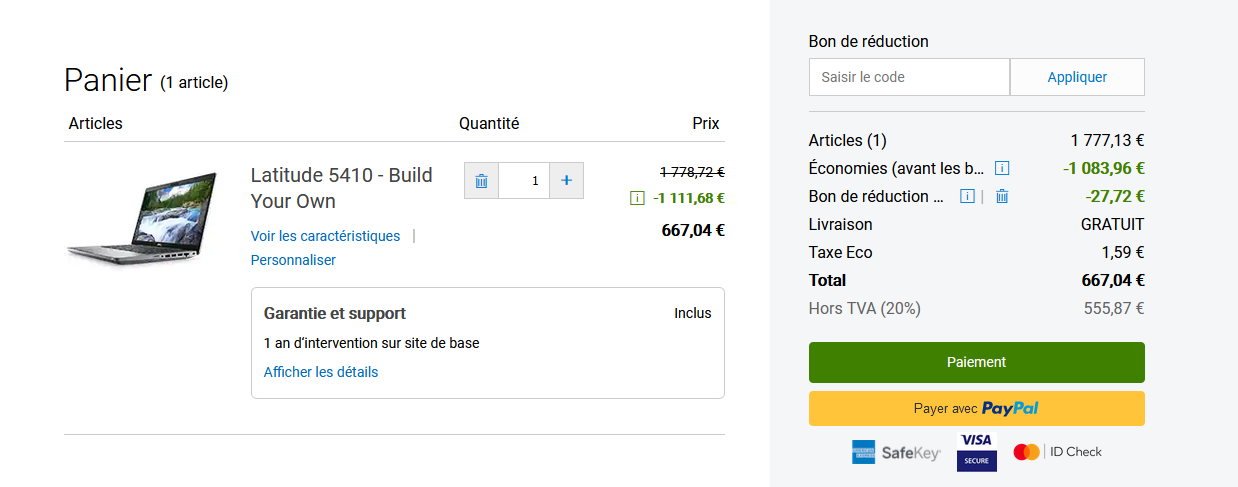 Panier (1 article)
Articles
Quantité
Prix
Latitude 5410 - Build
Your Own
Voir les caractéristiques |
Personnaliser
1
+
1 778,72 €
-1 111,68 €
667,04 €
Garantie et support
Inclus
1 an d'intervention sur site de base
Afficher les détails
Bon de réduction
Saisir le code
Appliquer
Articles (1) 1 777,13 €
Économies (avant les b... -1 083,96 €
Bon de réduction ... | -27,72 €
Livraison GRATUIT
Taxe Eco 1,59 €
Total 667,04 €
Hors TVA (20%) 555,87 €
Paiement
Payer avec PayPal
SafeKey
VISA
SECURE
ID Check